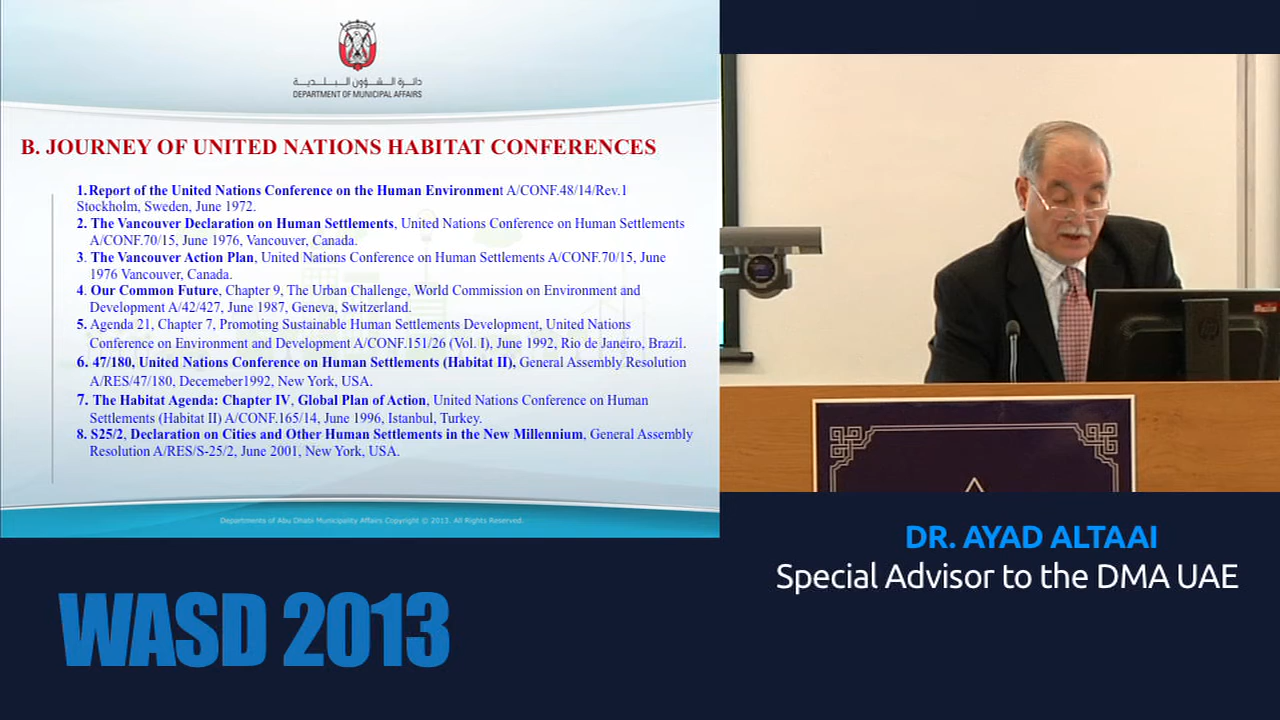 دائـرة الـشـؤون الـبـلـديـة
DEPARTMENT OF MUNICIPAL AFFAIRS
B. JOURNEY OF UNITED NATIONS HABITAT CONFERENCES
1. Report of the United Nations Conference on the Human Environment A/CONF.48/14/Rev.1
Stockholm, Sweden, June 1972.
2. The Vancouver Declaration on Human Settlements, United Nations Conference on Human Settlements
A/CONF.70/15, June 1976, Vancouver, Canada.
3. The Vancouver Action Plan, United Nations Conference on Human Settlements A/CONF.70/15, June
1976 Vancouver, Canada.
4. Our Common Future, Chapter 9, The Urban Challenge, World Commission on Environment and
Development A/42/427, June 1987, Geneva, Switzerland.
5. Agenda 21, Chapter 7, Promoting Sustainable Human Settlements Development, United Nations
Conference on Environment and Development A/CONF.151/26 (Vol. I), June 1992, Rio de Janeiro, Brazil.
6. 47/180, United Nations Conference on Human Settlements (Habitat II), General Assembly Resolution
A/RES/47/180, Decemeber1992, New York, USA.
7. The Habitat Agenda: Chapter IV, Global Plan of Action, United Nations Conference on Human
Settlements (Habitat II) A/CONF.165/14, June 1996, Istanbul, Turkey.
8. S25/2, Declaration on Cities and Other Human Settlements in the New Millennium, General Assembly
Resolution A/RES/S-25/2, June 2001, New York, USA.
Departments of Abu Dhabi Municipality Affairs Copyright © 2013. All Rights Reserved.
WASD 2013
DR. AYAD ALTAAI
Special Advisor to the DMA UAE